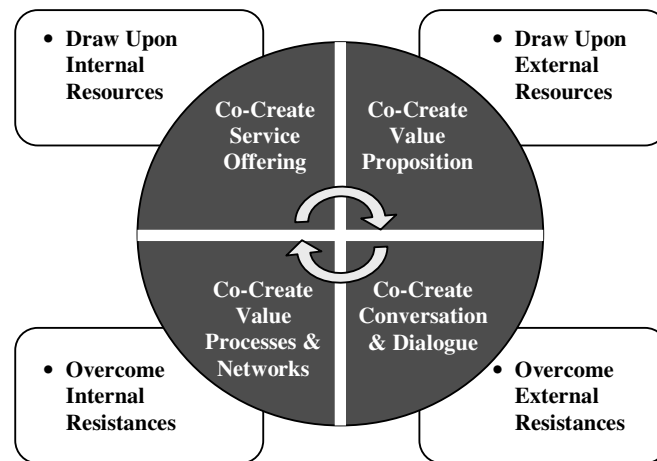 • Draw Upon
Internal
Resources
• Draw Upon
External
Resources
Co-Create
Service
Offering
Co-Create
Value
Proposition
Co-Create
Value
Processes &
Networks
Co-Create
Conversation
& Dialogue
• Overcome
Internal
Resistances
• Overcome
External
Resistances